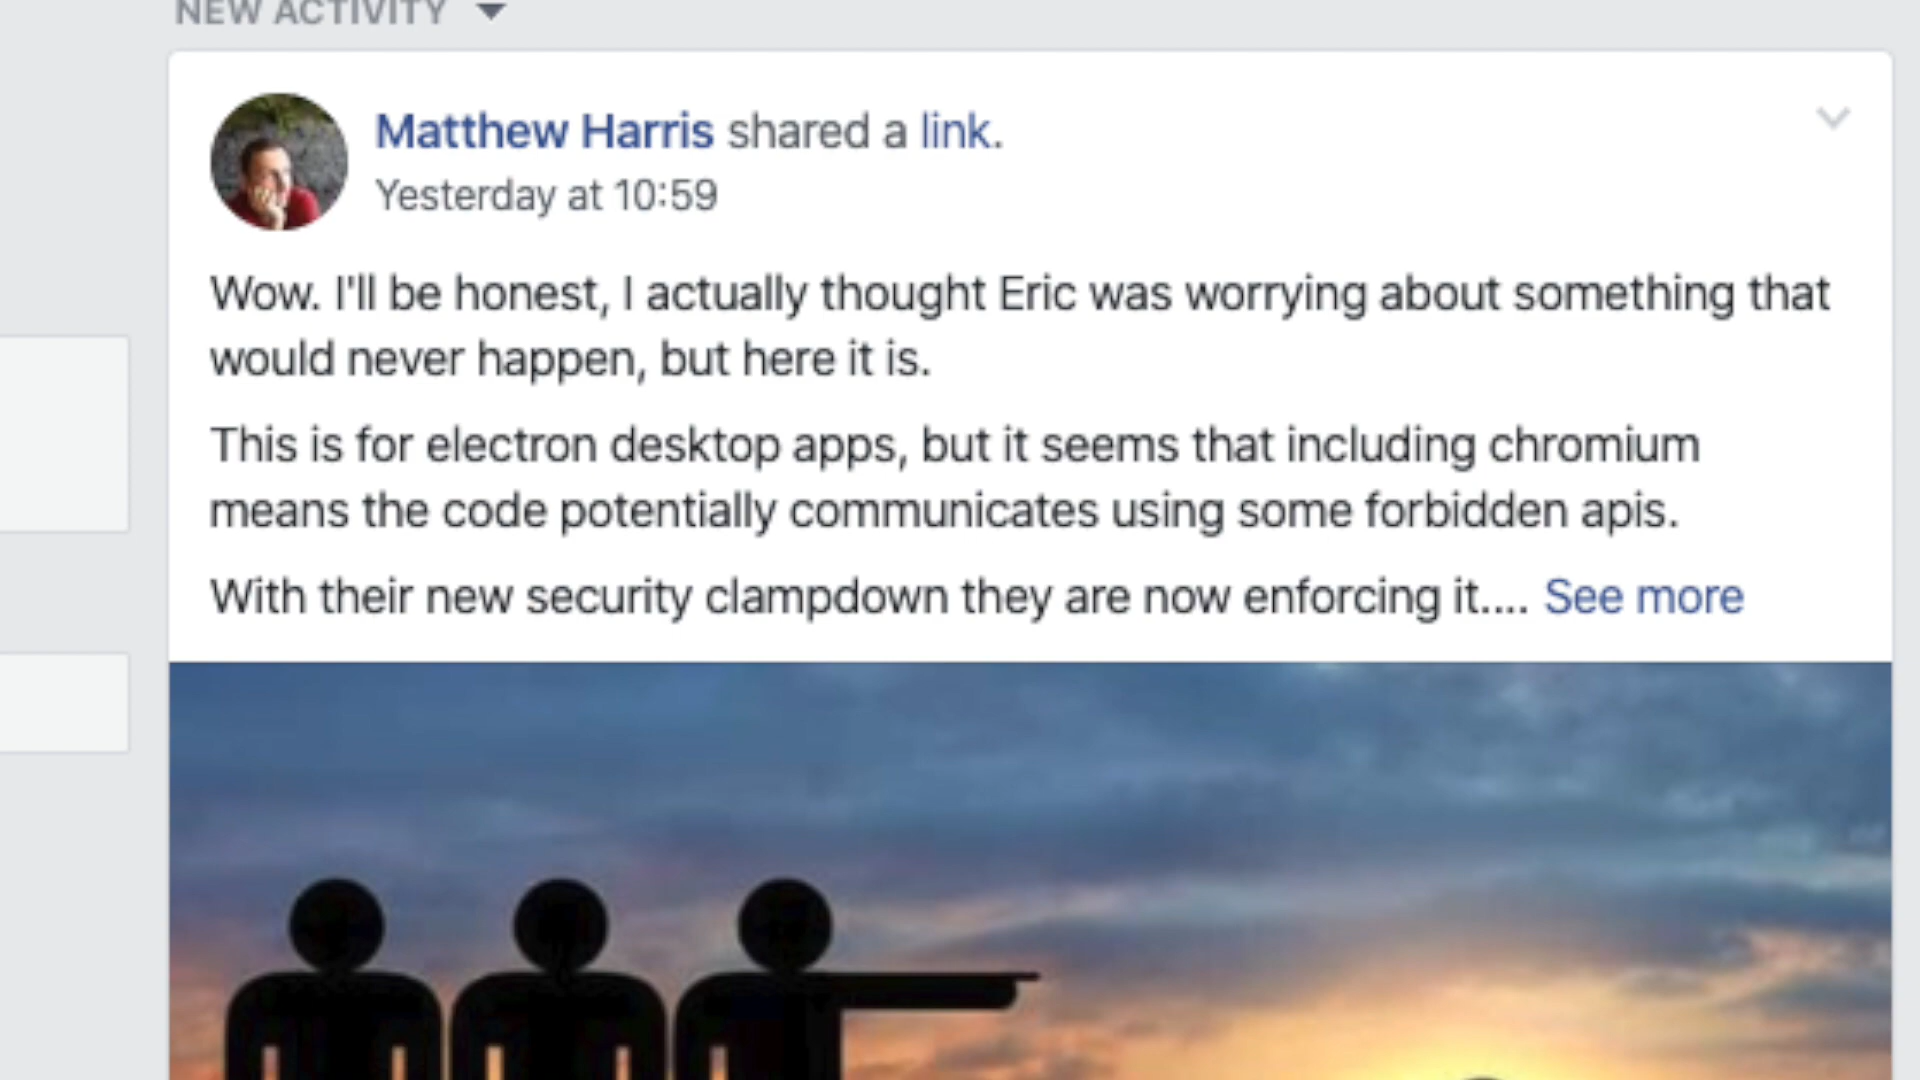 NEW ACTIVITY
Matthew Harris shared a link.
Yesterday at 10:59
Wow. I'll be honest, I actually thought Eric was worrying about something that
would never happen, but here it is.
This is for electron desktop apps, but it seems that including chromium
means the code potentially communicates using some forbidden apis.
With their new security clampdown they are now enforcing it.... See more